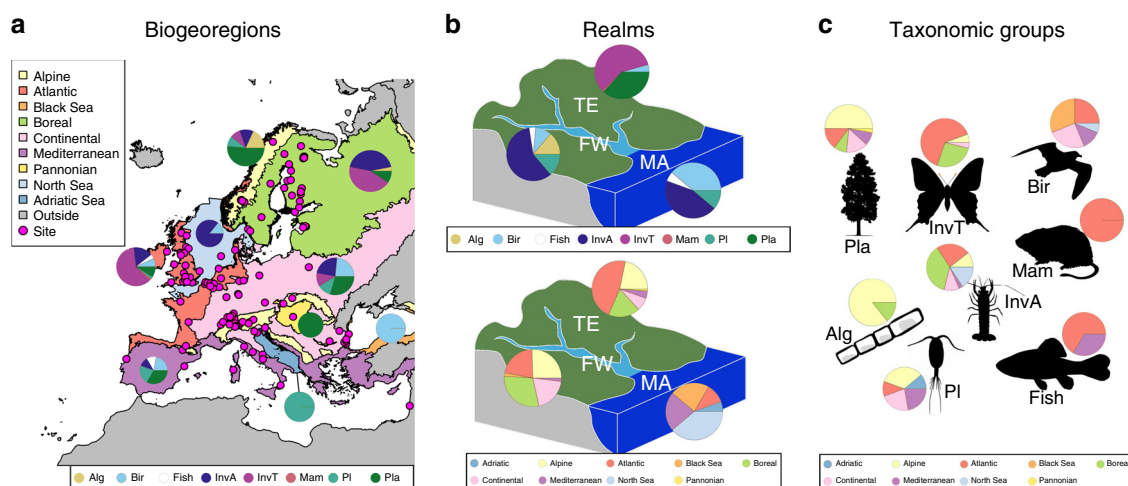 a Biogeoregions
Alpine
Atlantic
Black Sea
Boreal
Continental
Mediterranean
Pannonian
North Sea
Adriatic Sea
Outside
Site
Alg Bir Fish InvA InvT Mam Pl Pla
b Realms
TE
FW
MA
Alg Bir Fish InvA InvT Mam Pl Pla
TE
FW
MA
Adriatic Alpine Atlantic Black Sea Boreal
Continental Mediterranean North Sea Pannonian
c Taxonomic groups
Pla
InvT
Bir
Mam
InvA
Alg
Pl
Fish
Adriatic Alpine Atlantic Black Sea Boreal
Continental Mediterranean North Sea Pannonian